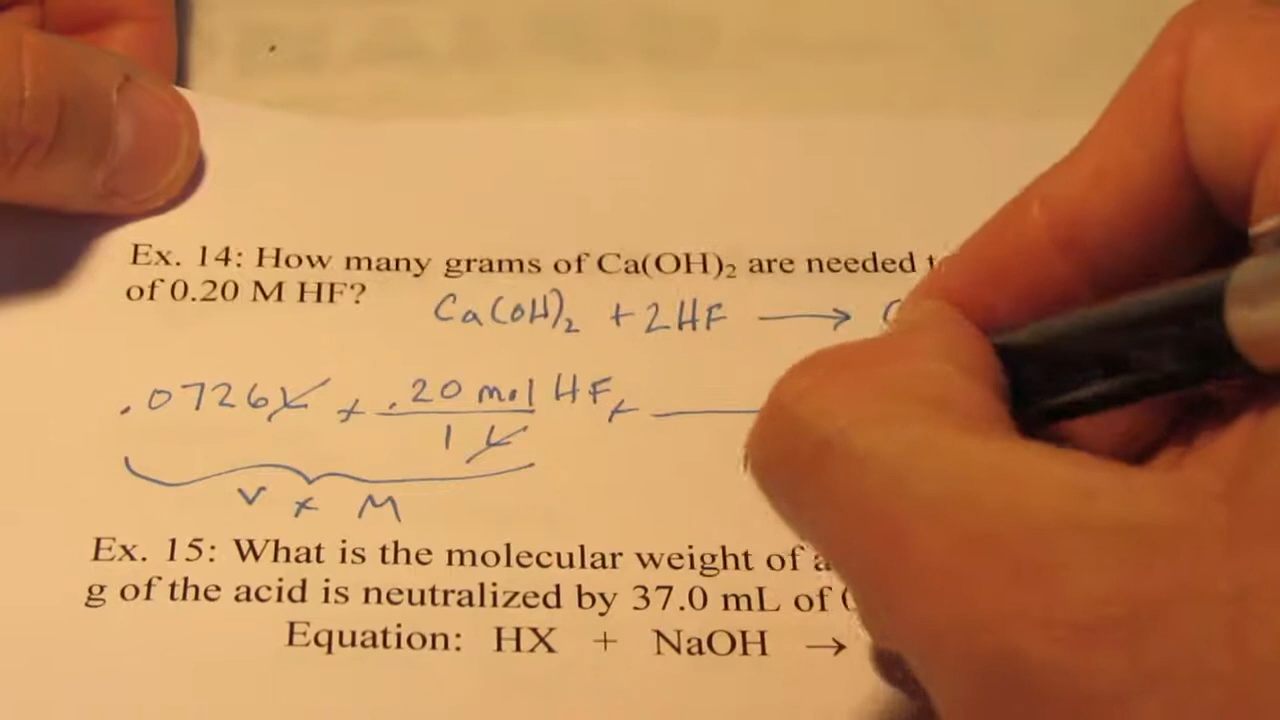 Ex. 14: How many grams of Ca(OH)₂ are needed
of 0.20 M HF?
Ca(OH)₂ + 2HF →
.0726L x .20 mol HF x
1 L
V x M
Ex. 15: What is the molecular weight of a
g of the acid is neutralized by 37.0 mL of
Equation: HX + NaOH →